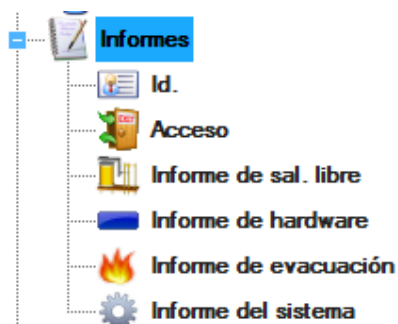 Informes
Id.
Acceso
Informe de sal. libre
Informe de hardware
Informe de evacuación
Informe del sistema